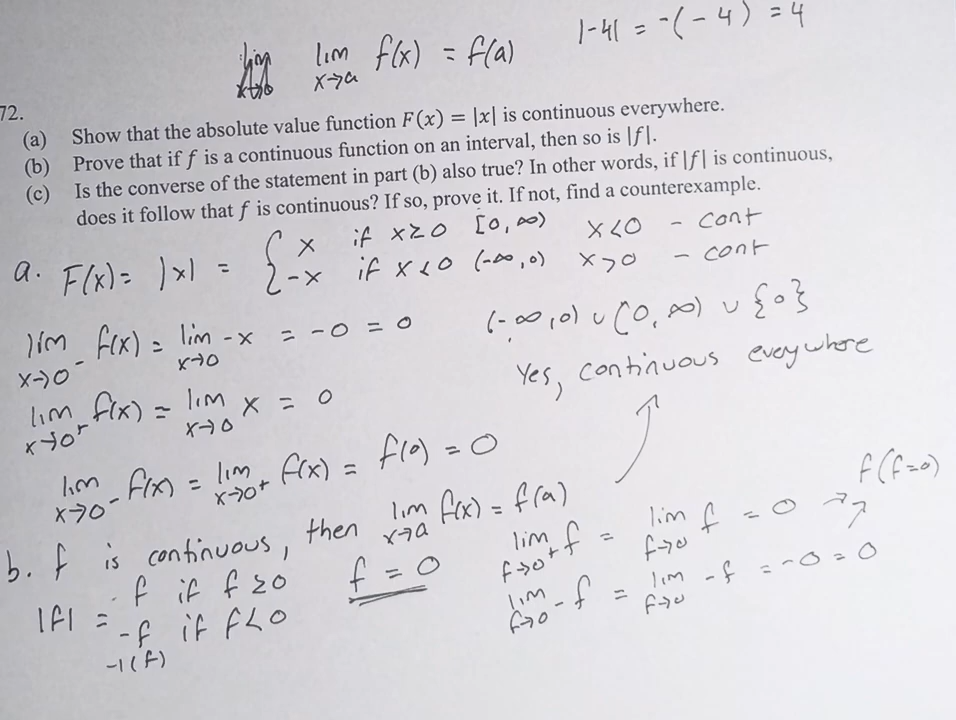 lim x→a f(x) = f(a)
|-4| = -(-4) = 4
72.
(a) Show that the absolute value function F(x) = |x| is continuous everywhere.
(b) Prove that if f is a continuous function on an interval, then so is |f|.
(c) Is the converse of the statement in part (b) also true? In other words, if |f| is continuous,
does it follow that f is continuous? If so, prove it. If not, find a counterexample.
a. F(x) = |x| = { x if x≥0 [0,∞)
-x if x<0 (-∞,0)
x<0 - cont
x>0 - cont
lim x→0⁻ f(x) = lim x→0 -x = -0 = 0
(-∞,0) ∪ (0,∞) ∪ {0}
Yes, continuous everywhere
lim x→0⁺ f(x) = lim x→0 x = 0
lim x→0⁻ f(x) = lim x→0⁺ f(x) = f(0) = 0
b. f is continuous, then lim x→a f(x) = f(a)
|f| = f if f≥0
-f if f<0
-1(f)
f = 0
lim f→0⁺ f = lim f→0 f = 0 → f(f=0)
lim f→0⁻ f = lim f→0 -f = -0 = 0